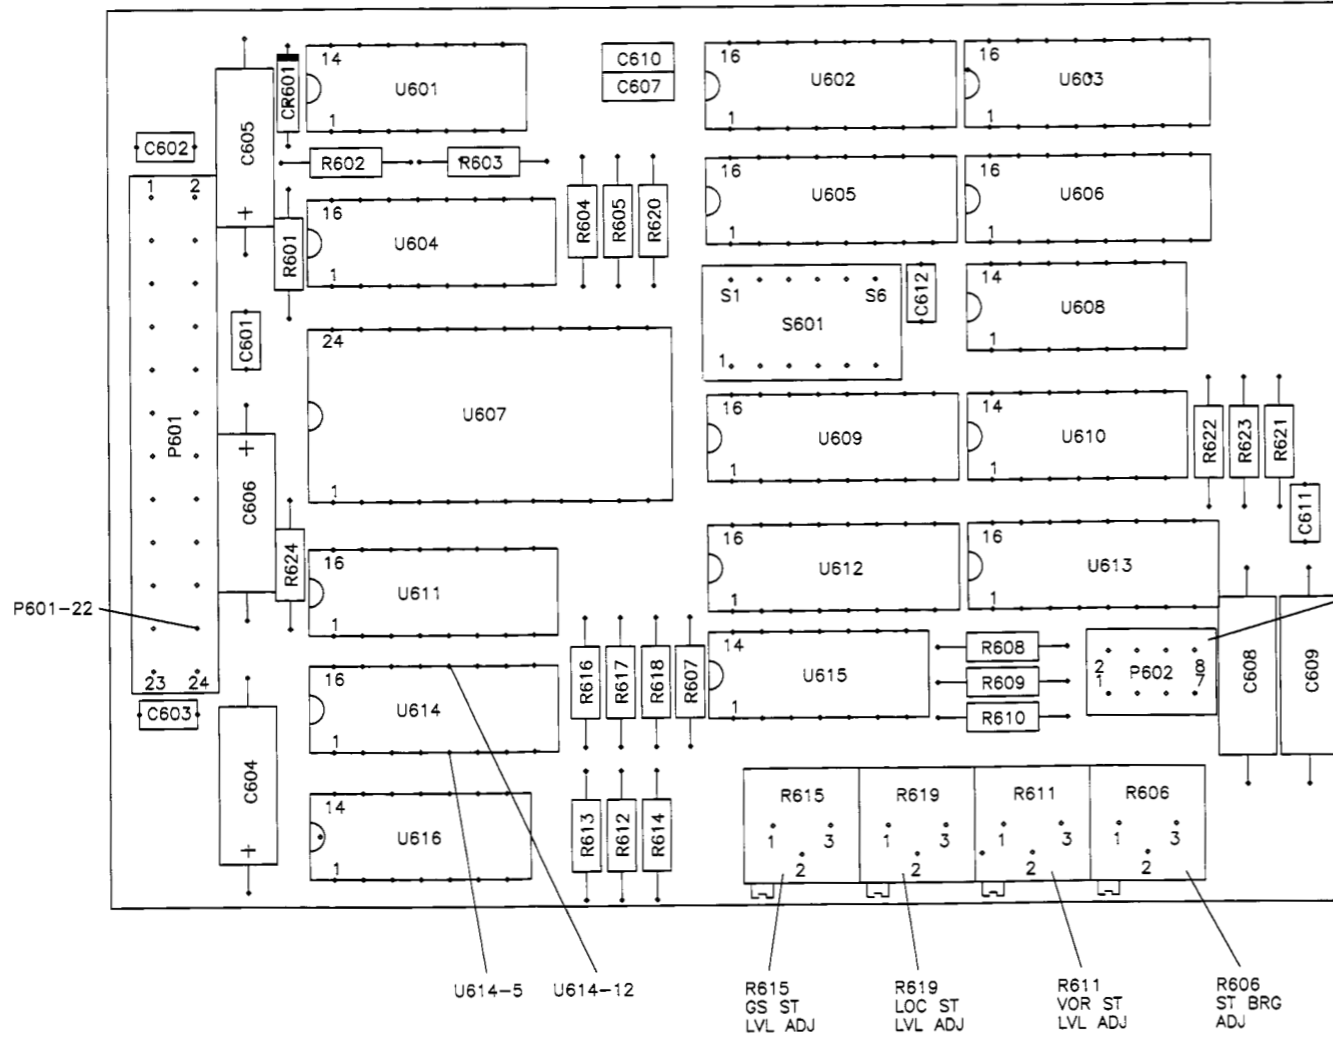 14
U601
1
C610
C607
16
U602
1
16
U603
1
CR601
C605
+
C602
R602
R603
1 2
P601
23 24
R601
16
U604
1
R604
R605
R620
16
U605
1
16
U606
1
S1 S6
S601
1
C612
14
U608
1
C601
24
U607
1
16
U609
1
14
U610
1
R622
R623
R621
C611
+
C606
R624
16
U611
1
16
U612
1
16
U613
1
P601-22
C603
16
U614
1
R616
R617
R618
R607
14
U615
1
R608
R609
R610
2 8
P602
1 7
C608
C609
C604
+
14
U616
1
R613
R612
R614
R615
1 3
2
R619
1 3
2
R611
1 3
2
R606
1 3
2
U614-5
U614-12
R615
GS ST
LVL ADJ
R619
LOC ST
LVL ADJ
R611
VOR ST
LVL ADJ
R606
ST BRG
ADJ